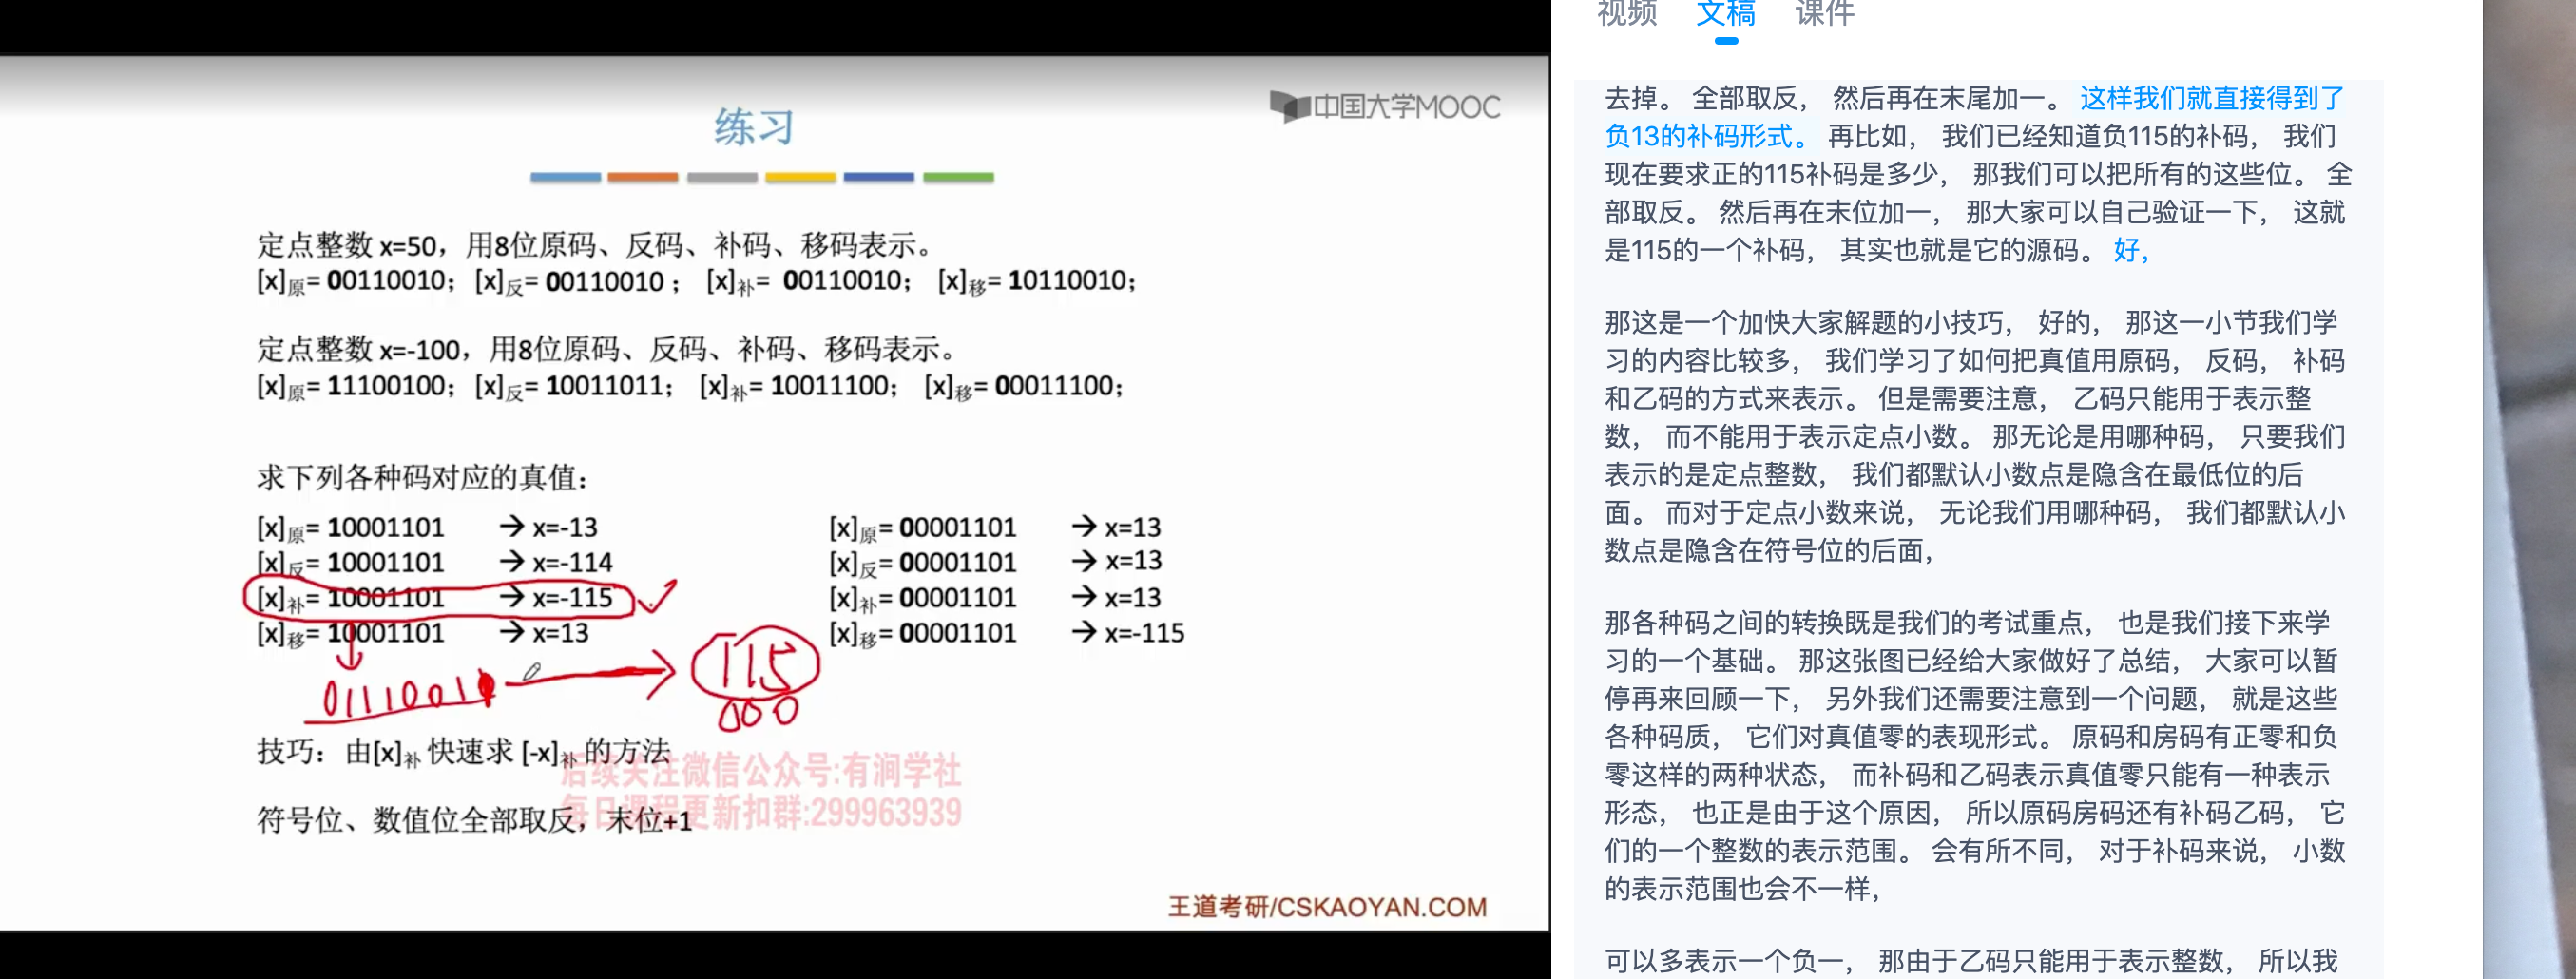 中国大学MOOC
练习
定点整数 x=50，用8位原码、反码、补码、移码表示。
[x]原= 00110010；[x]反= 00110010； [x]补= 00110010； [x]移= 10110010；
定点整数 x=-100，用8位原码、反码、补码、移码表示。
[x]原= 11100100；[x]反= 10011011； [x]补= 10011100； [x]移= 00011100；
求下列各种码对应的真值：
[x]原= 10001101 → x=-13
[x]反= 10001101 → x=-114
[x]补= 10001101 → x=-115
[x]移= 10001101 → x=13
[x]原= 00001101 → x=13
[x]反= 00001101 → x=13
[x]补= 00001101 → x=13
[x]移= 00001101 → x=-115
115
000
技巧：由[x]补 快速求 [-x]补 的方法
后续关注微信公众号:有涧学社
每日课程更新扣群:299963939
符号位、数值位全部取反，末位+1
王道考研/CSKAOYAN.COM
视频 文稿 课件
去掉。 全部取反， 然后再在末尾加一。 这样我们就直接得到了
负13的补码形式。 再比如， 我们已经知道负115的补码， 我们
现在要求正的115补码是多少， 那我们可以把所有的这些位。 全
部取反。 然后再在末位加一， 那大家可以自己验证一下， 这就
是115的一个补码， 其实也就是它的源码。 好，
那这是一个加快大家解题的小技巧， 好的， 那这一小节我们学
习的内容比较多， 我们学习了如何把真值用原码， 反码， 补码
和乙码的方式来表示。 但是需要注意， 乙码只能用于表示整
数， 而不能用于表示定点小数。 那无论是用哪种码， 只要我们
表示的是定点整数， 我们都默认小数点是隐含在最低位的后
面。 而对于定点小数来说， 无论我们用哪种码， 我们都默认小
数点是隐含在符号位的后面，
那各种码之间的转换既是我们的考试重点， 也是我们接下来学
习的一个基础。 那这张图已经给大家做好了总结， 大家可以暂
停再来回顾一下， 另外我们还需要注意到一个问题， 就是这些
各种码质， 它们对真值零的表现形式。 原码和房码有正零和负
零这样的两种状态， 而补码和乙码表示真值零只能有一种表示
形态， 也正是由于这个原因， 所以原码房码还有补码乙码， 它
们的一个整数的表示范围。 会有所不同， 对于补码来说， 小数
的表示范围也会不一样，
可以多表示一个负一， 那由于乙码只能用于表示整数， 所以我